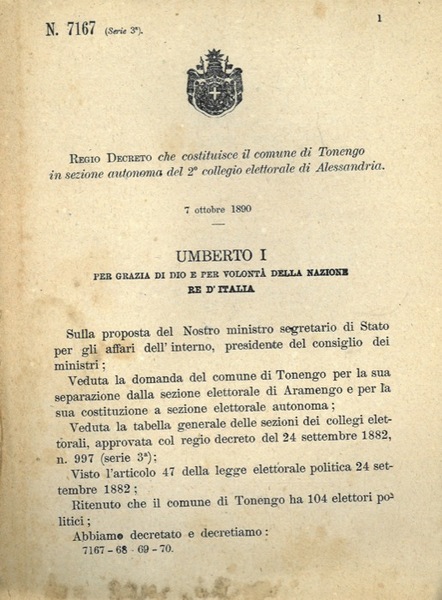 N. 7167 (Serie 3ª).
1
REGIO DECRETO che costituisce il comune di Tonengo
in sezione autonoma del 2° collegio elettorale di Alessandria.
7 ottobre 1890
UMBERTO I
PER GRAZIA DI DIO E PER VOLONTÀ DELLA NAZIONE
RE D'ITALIA
Sulla proposta del Nostro ministro segretario di Stato
per gli affari dell'interno, presidente del consiglio dei
ministri;
Veduta la domanda del comune di Tonengo per la sua
separazione dalla sezione elettorale di Aramengo e per la
sua costituzione a sezione elettorale autonoma;
Veduta la tabella generale delle sezioni dei collegi elet-
torali, approvata col regio decreto del 24 settembre 1882,
n. 997 (serie 3ª);
Visto l'articolo 47 della legge elettorale politica 24 set-
tembre 1882;
Ritenuto che il comune di Tonengo ha 104 elettori po-
litici;
Abbiamo decretato e decretiamo:
7167 - 68 - 69 - 70.